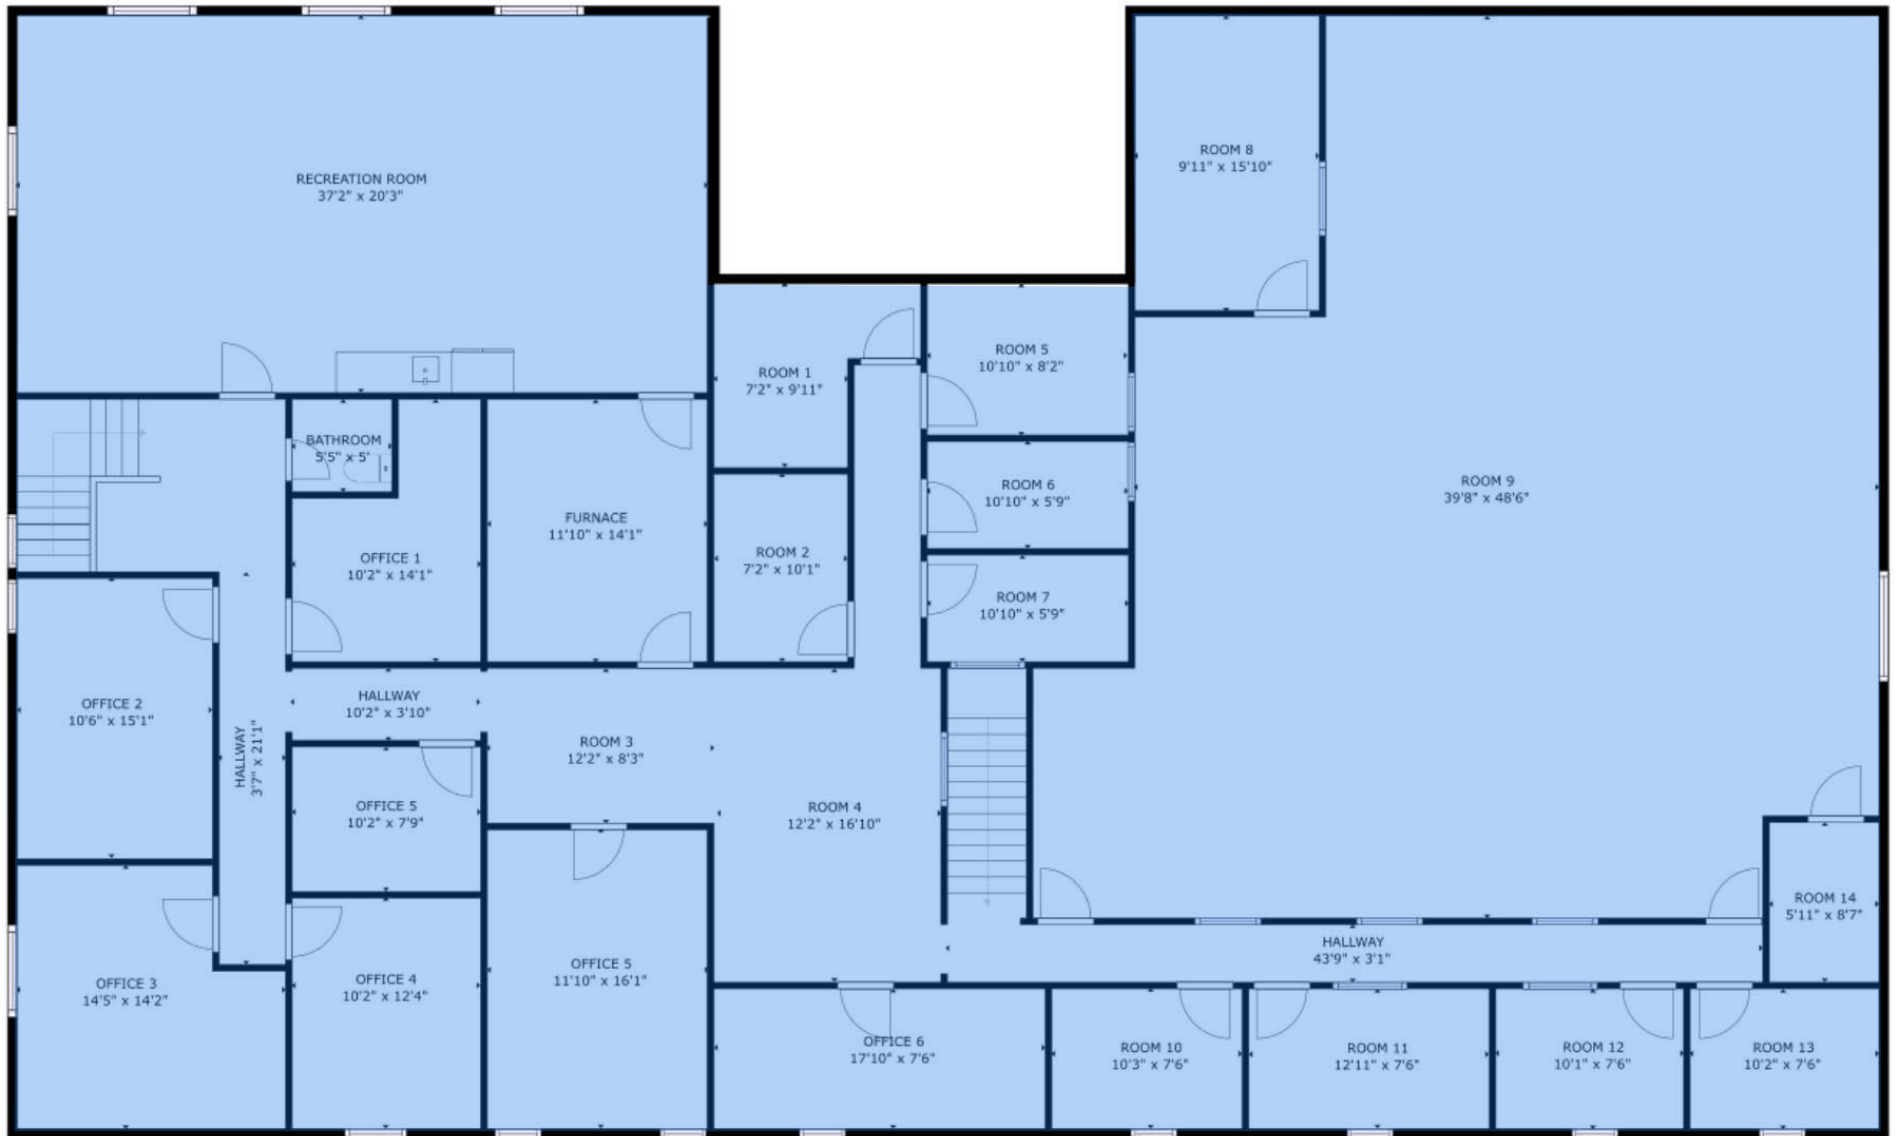 RECREATION ROOM
37'2" x 20'3"
ROOM 8
9'11" x 15'10"
ROOM 1
7'2" x 9'11"
ROOM 5
10'10" x 8'2"
BATHROOM
5'5" x 5'
FURNACE
11'10" x 14'1"
OFFICE 1
10'2" x 14'1"
ROOM 2
7'2" x 10'1"
ROOM 6
10'10" x 5'9"
ROOM 9
39'8" x 48'6"
ROOM 7
10'10" x 5'9"
OFFICE 2
10'6" x 15'1"
HALLWAY
3'7" x 21'1"
HALLWAY
10'2" x 3'10"
ROOM 3
12'2" x 8'3"
OFFICE 5
10'2" x 7'9"
ROOM 4
12'2" x 16'10"
OFFICE 3
14'5" x 14'2"
OFFICE 4
10'2" x 12'4"
OFFICE 5
11'10" x 16'1"
HALLWAY
43'9" x 3'1"
ROOM 14
5'11" x 8'7"
OFFICE 6
17'10" x 7'6"
ROOM 10
10'3" x 7'6"
ROOM 11
12'11" x 7'6"
ROOM 12
10'1" x 7'6"
ROOM 13
10'2" x 7'6"